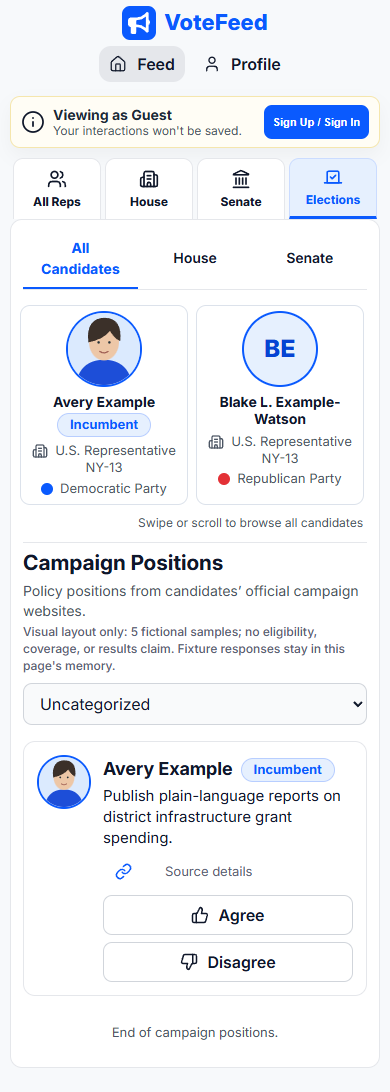 VoteFeed
Feed
Profile
Viewing as Guest
Your interactions won't be saved.
Sign Up / Sign In
All Reps
House
Senate
Elections
All
Candidates
House
Senate
Avery Example
Incumbent
U.S. Representative
NY-13
Democratic Party
BE
Blake L. Example-
Watson
U.S. Representative
NY-13
Republican Party
Swipe or scroll to browse all candidates
Campaign Positions
Policy positions from candidates’ official campaign
websites.
Visual layout only: 5 fictional samples; no eligibility,
coverage, or results claim. Fixture responses stay in this
page's memory.
Uncategorized
Avery Example Incumbent
Publish plain-language reports on
district infrastructure grant
spending.
Source details
Agree
Disagree
End of campaign positions.